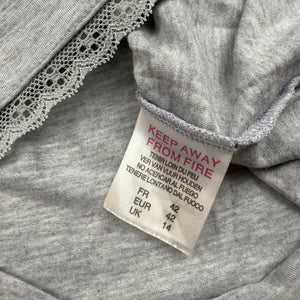 KEEP AWAY
FROM FIRE
TENIR LOIN DU FEU
VER VAN VUUR HOUDEN
NO ACERCAR AL FUEGO
TENERE LONTANO DAL FUOCO
FR 42
EUR 42
UK 14